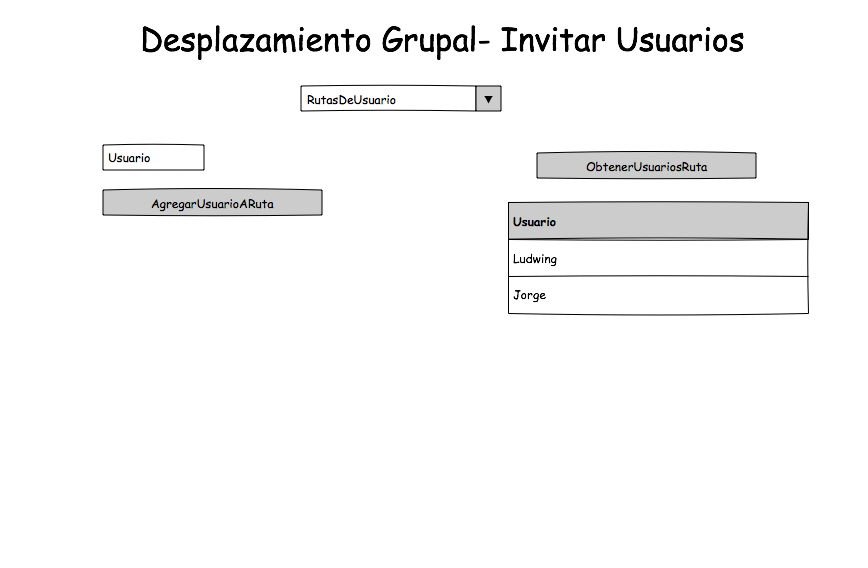 Desplazamiento Grupal- Invitar Usuarios
RutasDeUsuario
Usuario
AgregarUsuarioARuta
ObtenerUsuariosRuta
Usuario
Ludwing
Jorge